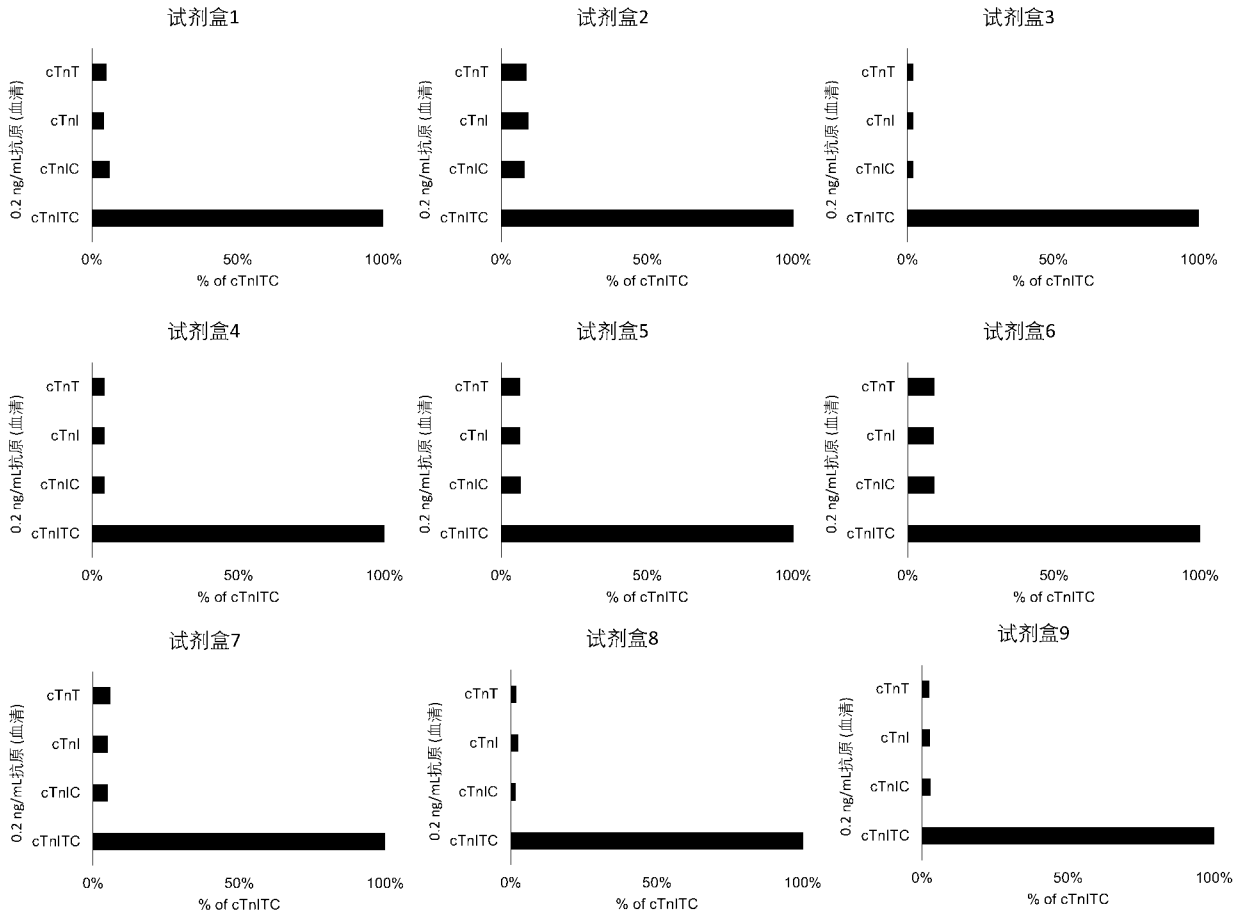 试剂盒1
0.2 ng/mL抗原 (血清)
cTnT
cTnI
cTnIC
cTnITC
0%
50%
100%
% of cTnITC
试剂盒2
0.2 ng/mL抗原 (血清)
cTnT
cTnI
cTnIC
cTnITC
0%
50%
100%
% of cTnITC
试剂盒3
0.2 ng/mL抗原 (血清)
cTnT
cTnI
cTnIC
cTnITC
0%
50%
100%
% of cTnITC
试剂盒4
0.2 ng/mL抗原 (血清)
cTnT
cTnI
cTnIC
cTnITC
0%
50%
100%
% of cTnITC
试剂盒5
0.2 ng/mL抗原 (血清)
cTnT
cTnI
cTnIC
cTnITC
0%
50%
100%
% of cTnITC
试剂盒6
0.2 ng/mL抗原 (血清)
cTnT
cTnI
cTnIC
cTnITC
0%
50%
100%
% of cTnITC
试剂盒7
0.2 ng/mL抗原 (血清)
cTnT
cTnI
cTnIC
cTnITC
0%
50%
100%
% of cTnITC
试剂盒8
0.2 ng/mL抗原 (血清)
cTnT
cTnI
cTnIC
cTnITC
0%
50%
100%
% of cTnITC
试剂盒9
0.2 ng/mL抗原 (血清)
cTnT
cTnI
cTnIC
cTnITC
0%
50%
100%
% of cTnITC